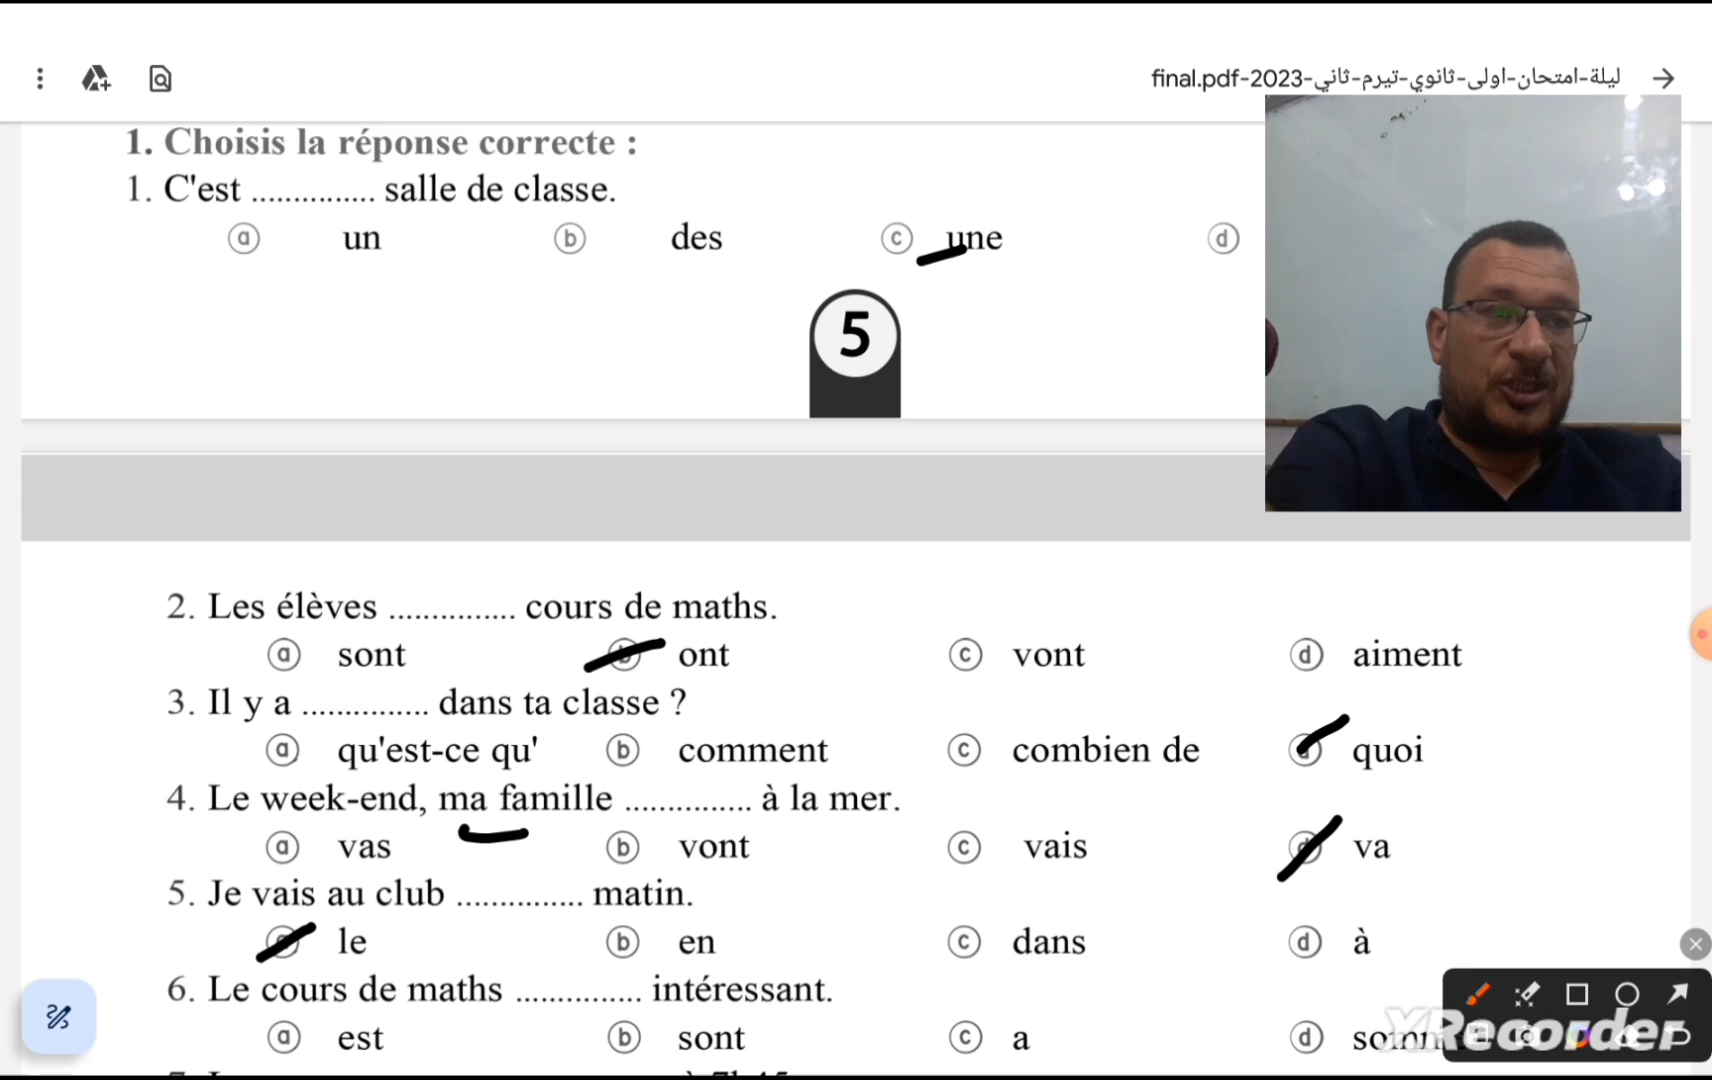 ليلة-امتحان-اولى-ثانوي-تيرم-ثاني-2023-final.pdf
1. Choisis la réponse correcte :
1. C'est .............. salle de classe.
ⓐ un ⓑ des ⓒ une ⓓ
5
2. Les élèves .............. cours de maths.
ⓐ sont ⓑ ont ⓒ vont ⓓ aiment
3. Il y a .............. dans ta classe ?
ⓐ qu'est-ce qu' ⓑ comment ⓒ combien de ⓓ quoi
4. Le week-end, ma famille .............. à la mer.
ⓐ vas ⓑ vont ⓒ vais ⓓ va
5. Je vais au club .............. matin.
ⓐ le ⓑ en ⓒ dans ⓓ à
6. Le cours de maths .............. intéressant.
ⓐ est ⓑ sont ⓒ a ⓓ
XRecorder